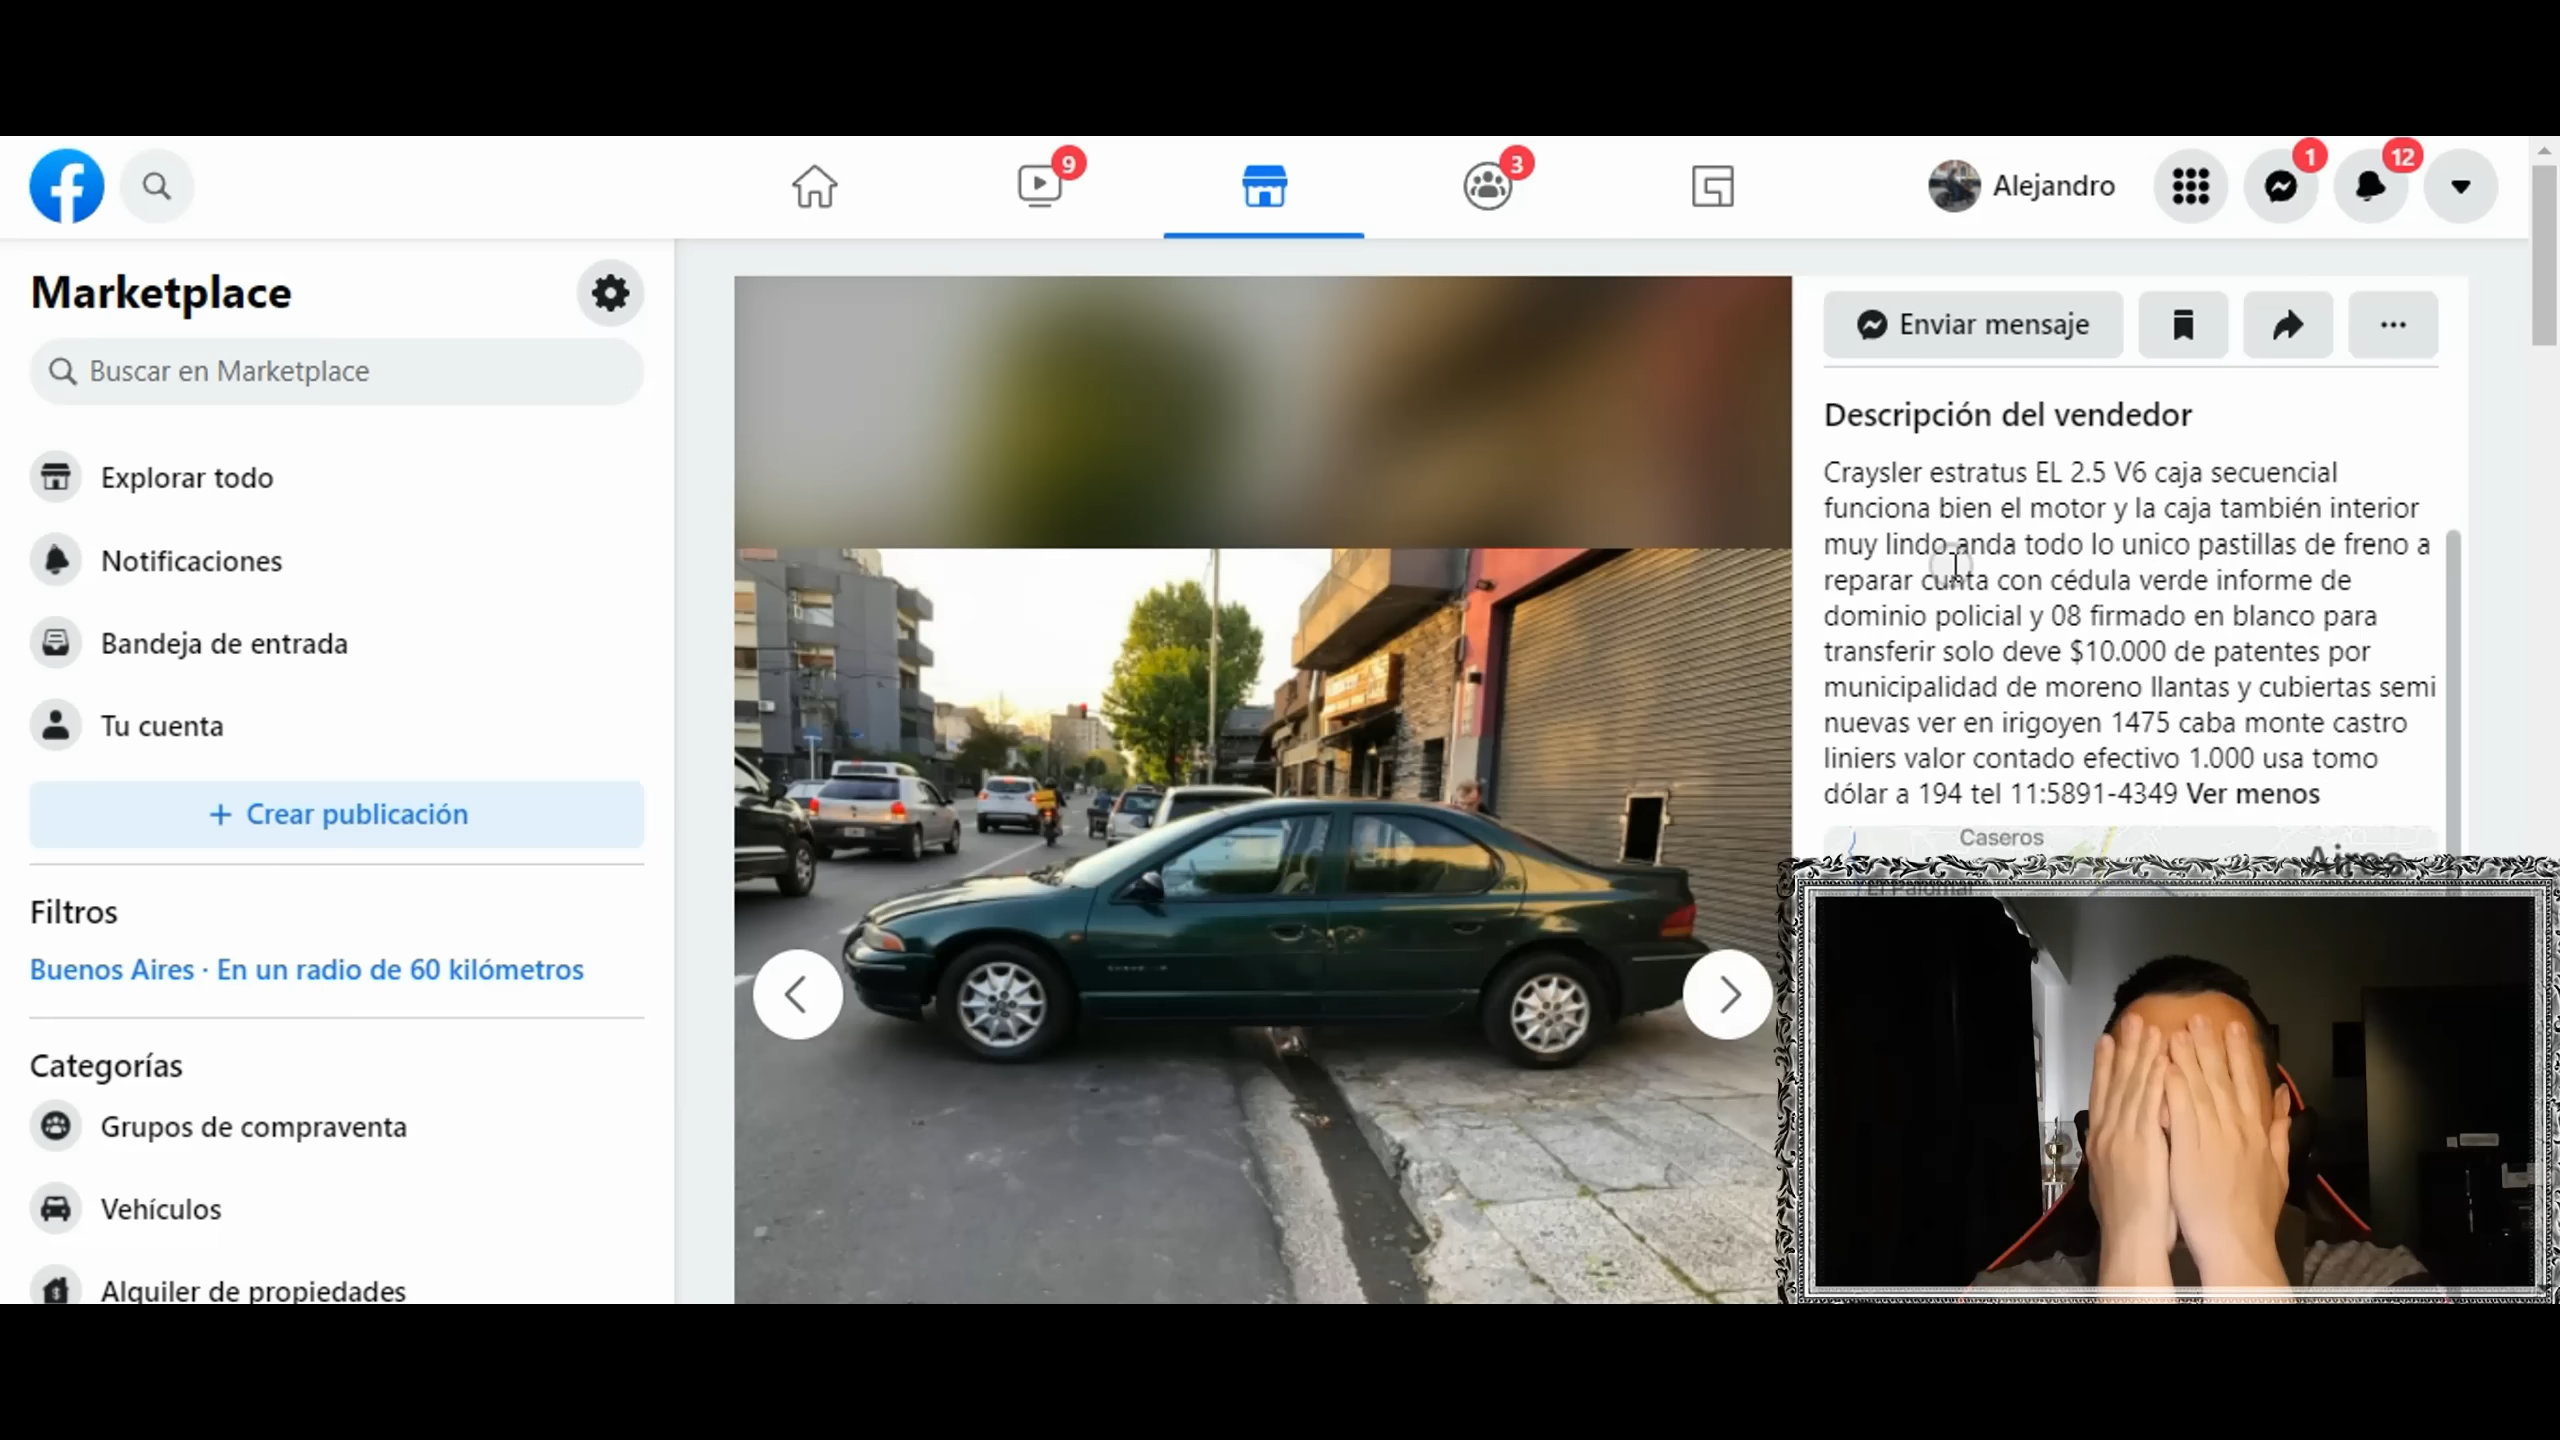 9
3
Alejandro
1
12
Marketplace
Buscar en Marketplace
Explorar todo
Notificaciones
Bandeja de entrada
Tu cuenta
+ Crear publicación
Filtros
Buenos Aires · En un radio de 60 kilómetros
Categorías
Grupos de compraventa
Vehículos
Alquiler de propiedades
Enviar mensaje
Descripción del vendedor
Craysler estratus EL 2.5 V6 caja secuencial
funciona bien el motor y la caja también interior
muy lindo anda todo lo unico pastillas de freno a
reparar cunta con cédula verde informe de
dominio policial y 08 firmado en blanco para
transferir solo deve $10.000 de patentes por
municipalidad de moreno llantas y cubiertas semi
nuevas ver en irigoyen 1475 caba monte castro
liniers valor contado efectivo 1.000 usa tomo
dólar a 194 tel 11:5891-4349 Ver menos
Caseros
Aires
El Palomar